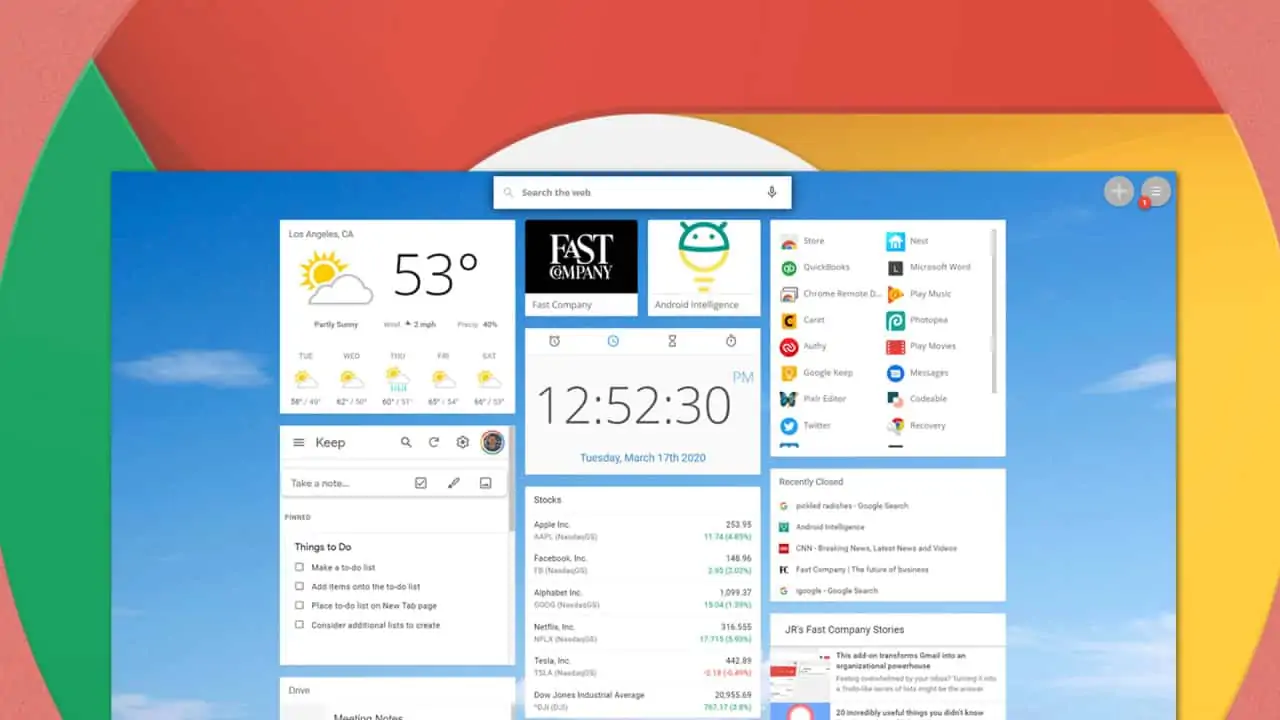 Search the web
1
Los Angeles, CA
53°
Partly Sunny
Wind: 2 mph
Precip: 40%
TUE WED THU FRI SAT
58° / 49° 62° / 50° 60° / 51° 65° / 54° 66° / 53°
Keep
Take a note...
PINNED
Things to Do
Make a to-do list
Add items onto the to-do list
Place to-do list on New Tab page
Consider additional lists to create
Drive
Meeting Notes
FAST COMPANY
Fast Company
Android Intelligence
12:52:30 PM
Tuesday, March 17th 2020
Stocks
Apple Inc. 253.95
AAPL (NasdaqGS) 11.74 (4.85%)
Facebook, Inc. 148.96
FB (NasdaqGS) 2.95 (2.02%)
Alphabet Inc. 1,099.37
GOOG (NasdaqGS) 15.04 (1.39%)
Netflix, Inc. 316.555
NFLX (NasdaqGS) 17.715 (5.93%)
Tesla, Inc. 442.89
TSLA (NasdaqGS) -2.18 (-0.49%)
Dow Jones Industrial Average 20,955.69
^DJI (DJI) 767.17 (3.8%)
Store Nest
QuickBooks Microsoft Word
Chrome Remote D... Play Music
Caret Photopea
Authy Play Movies
Google Keep Messages
Pixlr Editor Codeable
Twitter Recovery
Recently Closed
pickled radishes - Google Search
Android Intelligence
CNN - Breaking News, Latest News and Videos
Fast Company | The future of business
igoogle - Google Search
JR's Fast Company Stories
This add-on transforms Gmail into an
organizational powerhouse
Feeling overwhelmed by your inbox? Turning it into
a Trello-like series of lists might be the answer
20 incredibly useful things you didn't know